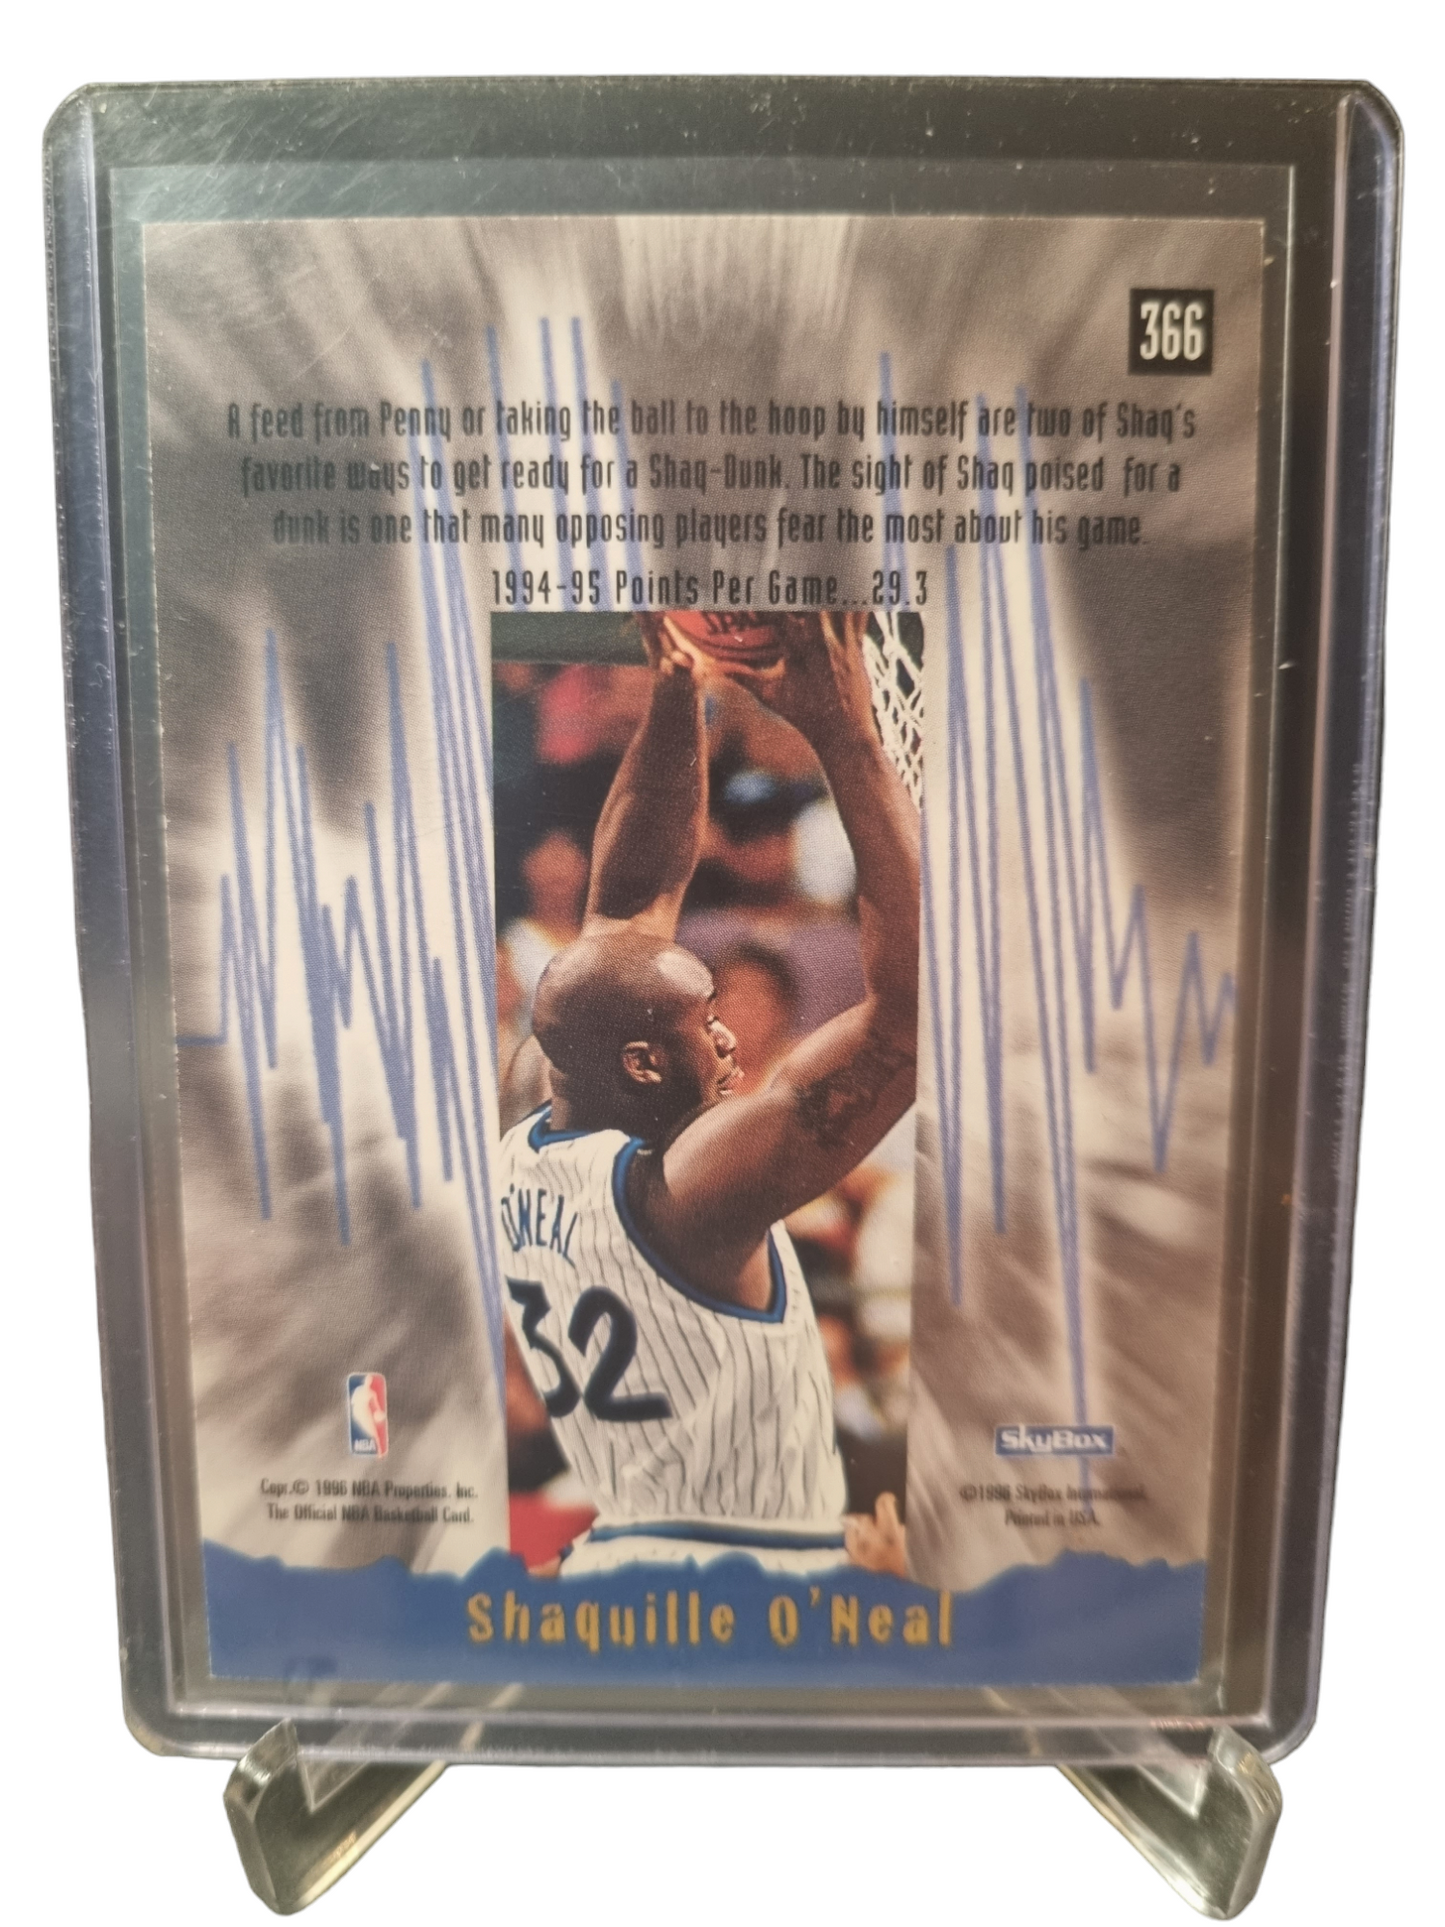 366
A feed from Penny or taking the ball to the hoop by himself are two of Shaq's
favorite ways to get ready for a Shaq-Dunk. The sight of Shaq poised for a
dunk is one that many opposing players fear the most about his game.
1994-95 Points Per Game...29.3
SPAL
O'NEAL
32
NBA
SkyBox
Copr.© 1996 NBA Properties, Inc.
The Official NBA Basketball Card.
©1996 SkyBox International.
Printed in USA.
Shaquille O'Neal